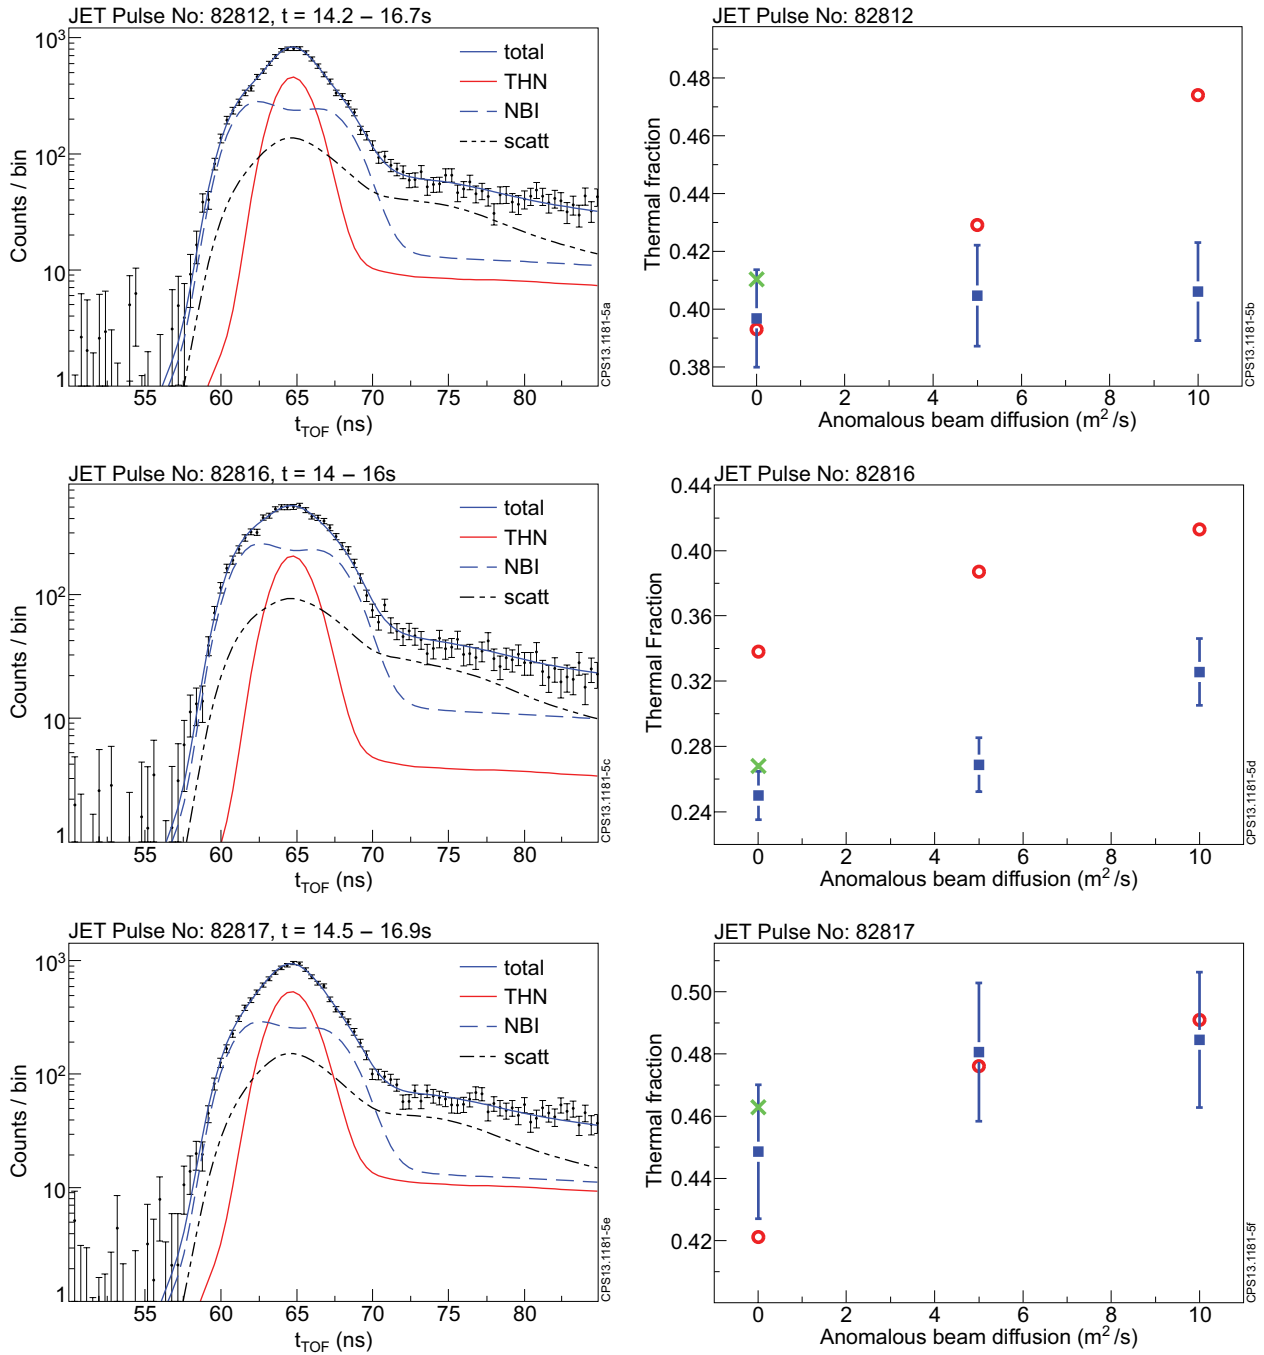 JET Pulse No: 82812, t = 14.2 – 16.7s
10³
10²
10
1
Counts / bin
total
THN
NBI
scatt
55 60 65 70 75 80
t_TOF (ns)
CPS13.1181-5a
JET Pulse No: 82812
0.48
0.46
0.44
0.42
0.40
0.38
Thermal fraction
0 2 4 6 8 10
Anomalous beam diffusion (m²/s)
CPS13.1181-5b
JET Pulse No: 82816, t = 14 – 16s
10²
10
1
Counts / bin
total
THN
NBI
scatt
55 60 65 70 75 80
t_TOF (ns)
CPS13.1181-5c
JET Pulse No: 82816
0.44
0.40
0.36
0.32
0.28
0.24
Thermal Fraction
0 2 4 6 8 10
Anomalous beam diffusion (m²/s)
CPS13.1181-5d
JET Pulse No: 82817, t = 14.5 – 16.9s
10³
10²
10
1
Counts / bin
total
THN
NBI
scatt
55 60 65 70 75 80
t_TOF (ns)
CPS13.1181-5e
JET Pulse No: 82817
0.50
0.48
0.46
0.44
0.42
Thermal fraction
0 2 4 6 8 10
Anomalous beam diffusion (m²/s)
CPS13.1181-5f